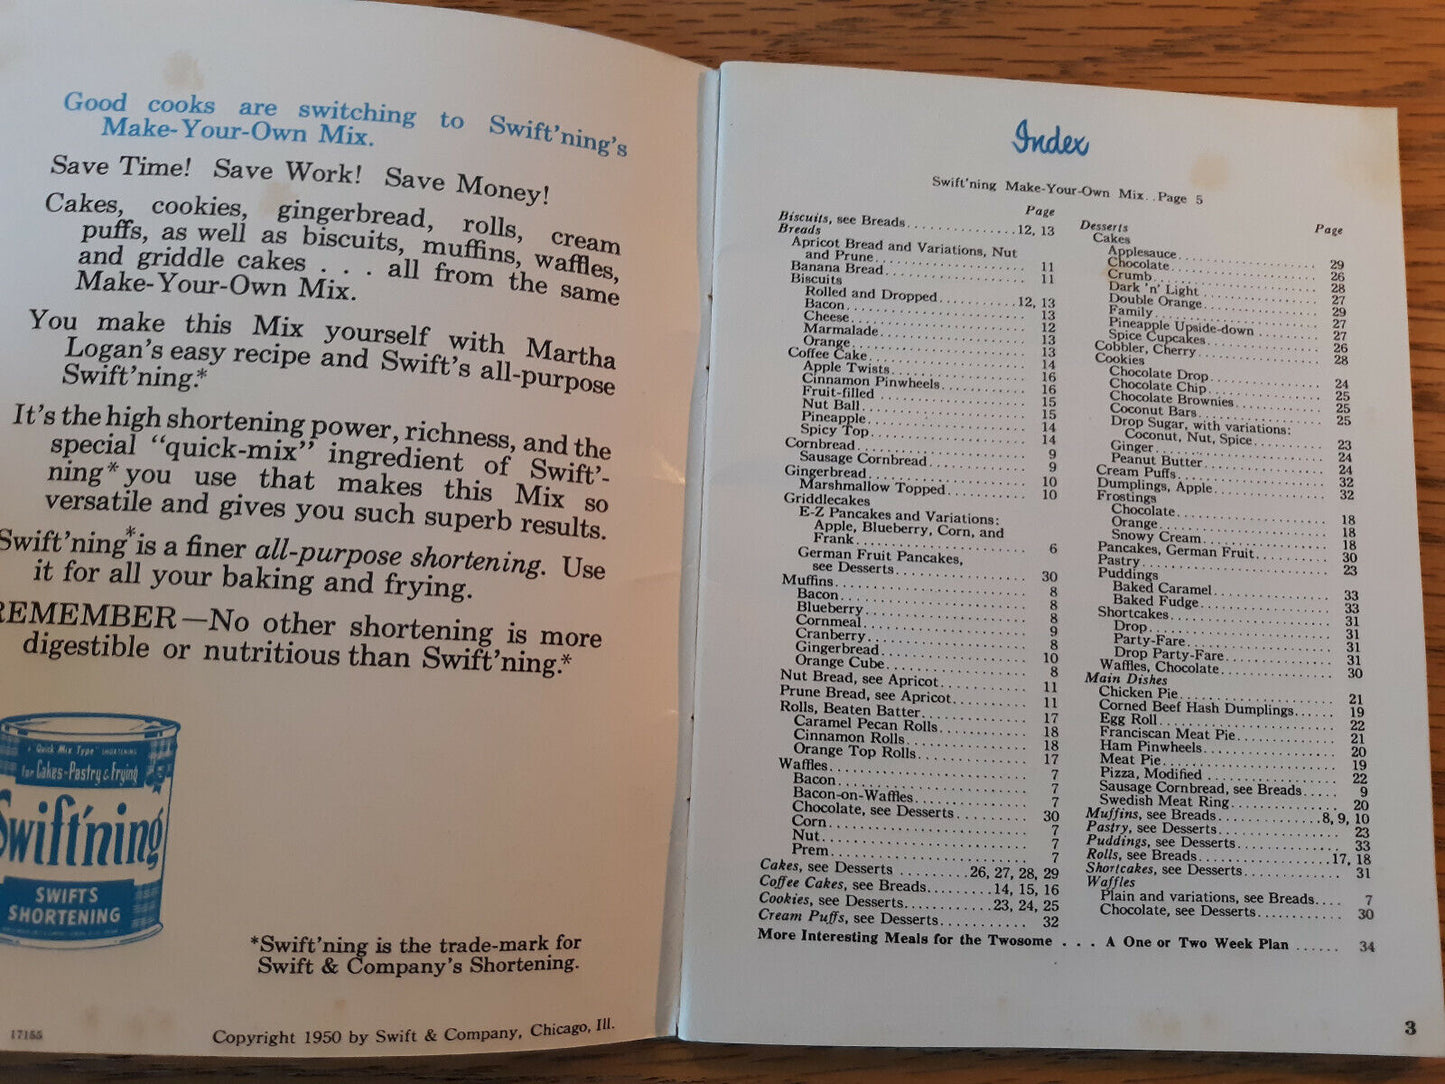 Good cooks are switching to Swift'ning's
Make-Your-Own Mix.
Save Time! Save Work! Save Money!
Cakes, cookies, gingerbread, rolls, cream
puffs, as well as biscuits, muffins, waffles,
and griddle cakes . . . all from the same
Make-Your-Own Mix.
You make this Mix yourself with Martha
Logan's easy recipe and Swift's all-purpose
Swift'ning.*
It's the high shortening power, richness, and the
special "quick-mix" ingredient of Swift'-
ning* you use that makes this Mix so
versatile and gives you such superb results.
Swift'ning* is a finer all-purpose shortening. Use
it for all your baking and frying.
REMEMBER—No other shortening is more
digestible or nutritious than Swift'ning.*
Quick Mix Type SHORTENING
for Cakes-Pastry & Frying
Swift'ning
SWIFT'S
SHORTENING
*Swift'ning is the trade-mark for
Swift & Company's Shortening.
17155
Copyright 1950 by Swift & Company, Chicago, Ill.
Index
Swift'ning Make-Your-Own Mix..Page 5
Page
Biscuits, see Breads................12, 13
Breads
Apricot Bread and Variations, Nut
and Prune...................... 11
Banana Bread.................... 11
Biscuits
Rolled and Dropped...........12, 13
Bacon.......................... 13
Cheese......................... 12
Marmalade...................... 13
Orange......................... 13
Coffee Cake...................... 14
Apple Twists................... 16
Cinnamon Pinwheels............. 16
Fruit-filled .................. 15
Nut Ball....................... 15
Pineapple...................... 14
Spicy Top...................... 14
Cornbread........................ 9
Sausage Cornbread.............. 9
Gingerbread...................... 10
Marshmallow Topped............. 10
Griddlecakes
E-Z Pancakes and Variations:
Apple, Blueberry, Corn, and
Frank........................ 6
German Fruit Pancakes,
see Desserts................. 30
Muffins.......................... 8
Bacon.......................... 8
Blueberry...................... 8
Cornmeal....................... 9
Cranberry...................... 8
Gingerbread.................... 10
Orange Cube.................... 8
Nut Bread, see Apricot........... 11
Prune Bread, see Apricot......... 11
Rolls, Beaten Batter............. 17
Caramel Pecan Rolls............ 18
Cinnamon Rolls................. 18
Orange Top Rolls............... 17
Waffles.......................... 7
Bacon.......................... 7
Bacon-on-Waffles............... 7
Chocolate, see Desserts........ 30
Corn........................... 7
Nut............................ 7
Prem........................... 7
Cakes, see Desserts .........26, 27, 28, 29
Coffee Cakes, see Breads.........14, 15, 16
Cookies, see Desserts............23, 24, 25
Cream Puffs, see Desserts............ 32
Desserts Page
Cakes
Applesauce..................... 29
Chocolate...................... 26
Crumb.......................... 28
Dark 'n' Light ................ 27
Double Orange.................. 29
Family......................... 27
Pineapple Upside-down ......... 27
Spice Cupcakes................. 26
Cobbler, Cherry.................. 28
Cookies
Chocolate Drop................. 24
Chocolate Chip................. 25
Chocolate Brownies............. 25
Coconut Bars................... 25
Drop Sugar, with variations:
Coconut, Nut, Spice.......... 23
Ginger......................... 24
Peanut Butter.................. 24
Cream Puffs...................... 32
Dumplings, Apple................. 32
Frostings
Chocolate...................... 18
Orange......................... 18
Snowy Cream.................... 18
Pancakes, German Fruit........... 30
Pastry........................... 23
Puddings
Baked Caramel.................. 33
Baked Fudge.................... 33
Shortcakes....................... 31
Drop........................... 31
Party-Fare..................... 31
Drop Party-Fare................ 31
Waffles, Chocolate............... 30
Main Dishes
Chicken Pie...................... 21
Corned Beef Hash Dumplings...... 19
Egg Roll......................... 22
Franciscan Meat Pie.............. 21
Ham Pinwheels.................... 20
Meat Pie......................... 19
Pizza, Modified ................. 22
Sausage Cornbread, see Breads..... 9
Swedish Meat Ring................ 20
Muffins, see Breads...............8, 9, 10
Pastry, see Desserts................ 23
Puddings, see Desserts.............. 33
Rolls, see Breads..................17, 18
Shortcakes, see Desserts............ 31
Waffles
Plain and variations, see Breads.... 7
Chocolate, see Desserts............ 30
More Interesting Meals for the Twosome . . . A One or Two Week Plan ...... 34
3